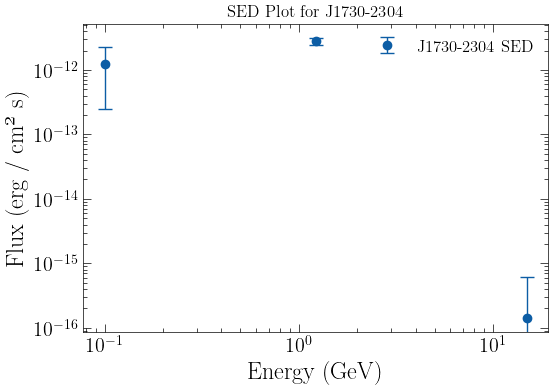 SED Plot for J1730-2304
J1730-2304 SED
Flux (erg / cm² s)
10⁻¹²
10⁻¹³
10⁻¹⁴
10⁻¹⁵
10⁻¹⁶
10⁻¹ 10⁰ 10¹
Energy (GeV)